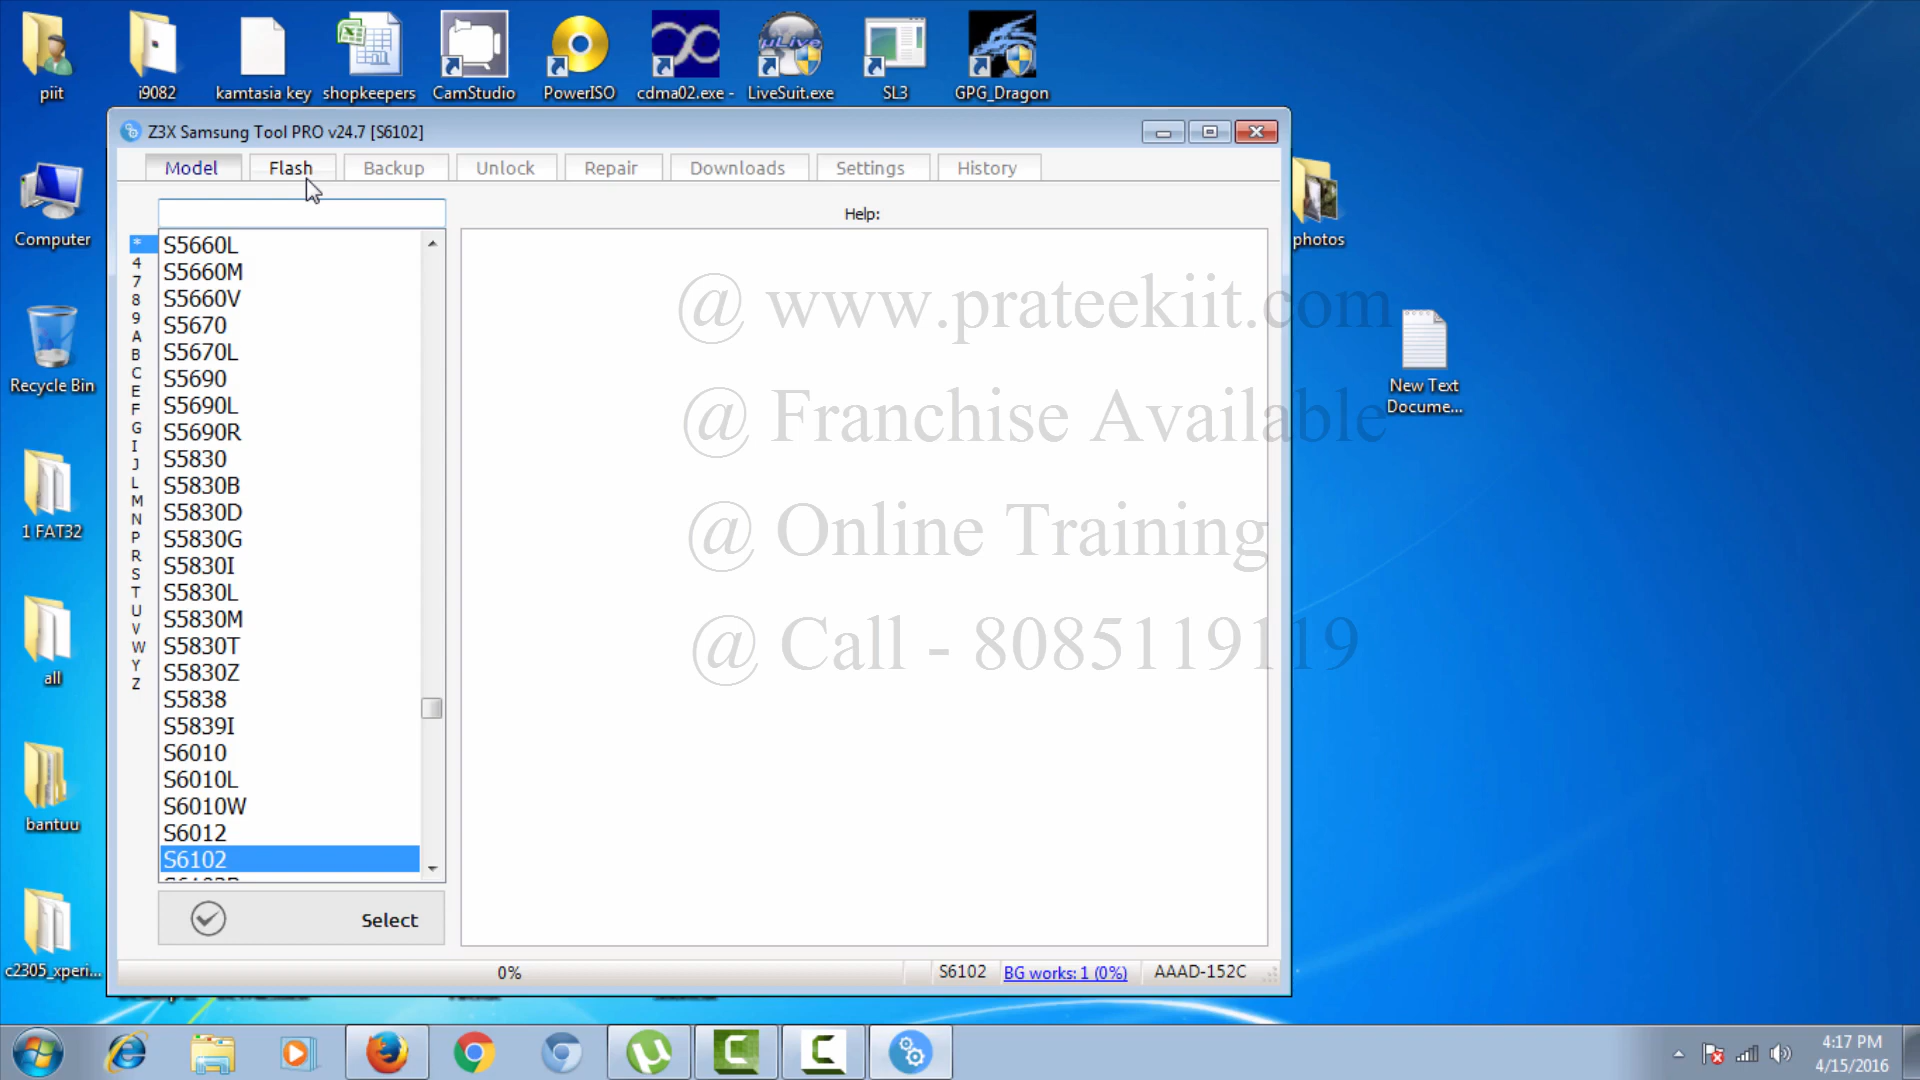 piit
i9082
kamtasia key
shopkeepers
CamStudio
PowerISO
cdma02.exe -
LiveSuit.exe
SL3
GPG_Dragon
Z3X Samsung Tool PRO v24.7 [S6102]
Model
Flash
Backup
Unlock
Repair
Downloads
Settings
History
Help:
*
4
7
8
9
A
B
C
E
F
G
I
J
L
M
N
P
R
S
T
U
V
W
Y
Z
S5660L
S5660M
S5660V
S5670
S5670L
S5690
S5690L
S5690R
S5830
S5830B
S5830D
S5830G
S5830I
S5830L
S5830M
S5830T
S5830Z
S5838
S5839I
S6010
S6010L
S6010W
S6012
S6102
Select
@ www.prateekiit.com
@ Franchise Available
@ Online Training
@ Call - 8085119119
0%
S6102
BG works: 1 (0%)
AAAD-152C
Computer
Recycle Bin
1 FAT32
all
bantuu
c2305_xperi...
photos
New Text
Docume...
4:17 PM
4/15/2016